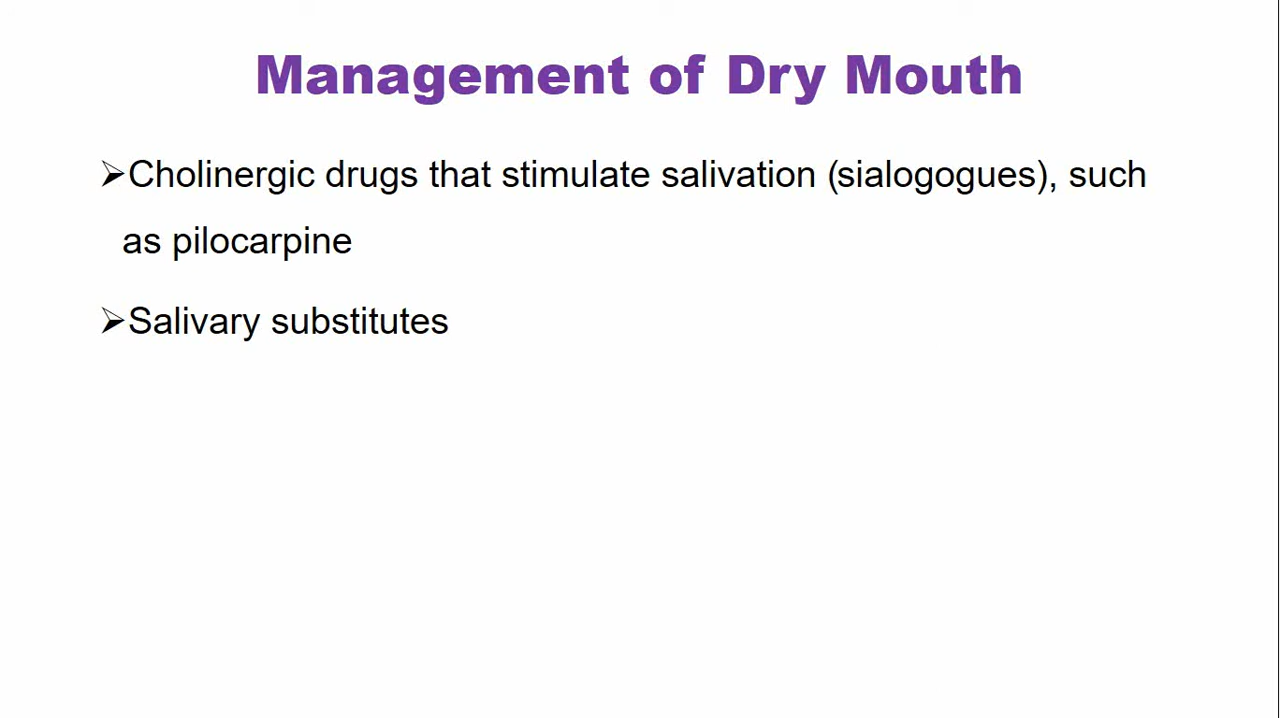 Management of Dry Mouth
➢Cholinergic drugs that stimulate salivation (sialogogues), such
as pilocarpine
➢Salivary substitutes